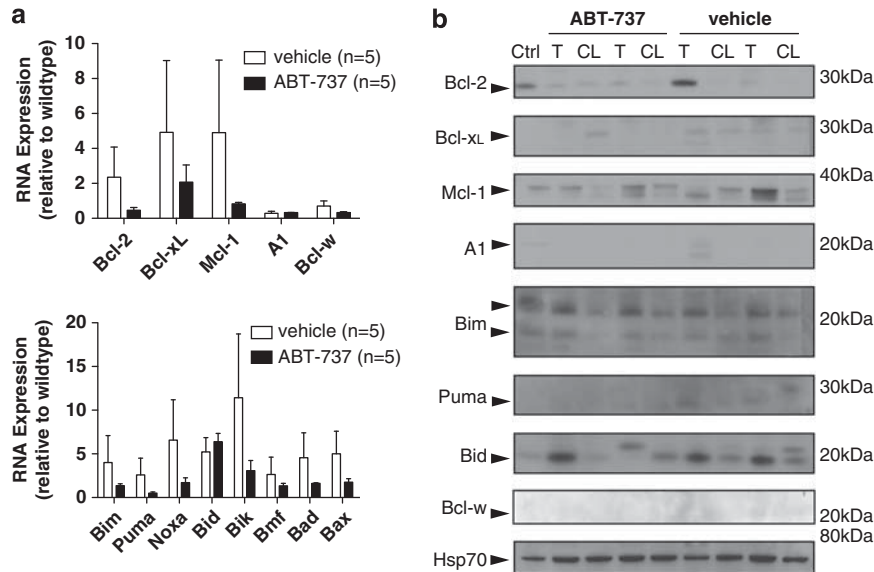 a
RNA Expression
(relative to wildtype)
10
8
6
4
2
0
vehicle (n=5)
ABT-737 (n=5)
Bcl-2
Bcl-xL
Mcl-1
A1
Bcl-w
RNA Expression
(relative to wildtype)
20
15
10
5
0
vehicle (n=5)
ABT-737 (n=5)
Bim
Puma
Noxa
Bid
Bik
Bmf
Bad
Bax
b
ABT-737 vehicle
Ctrl T CL T CL T CL T CL
Bcl-2 30kDa
Bcl-xL 30kDa
Mcl-1 40kDa
A1 20kDa
Bim 20kDa
Puma 30kDa
Bid 20kDa
Bcl-w 20kDa
Hsp70 80kDa